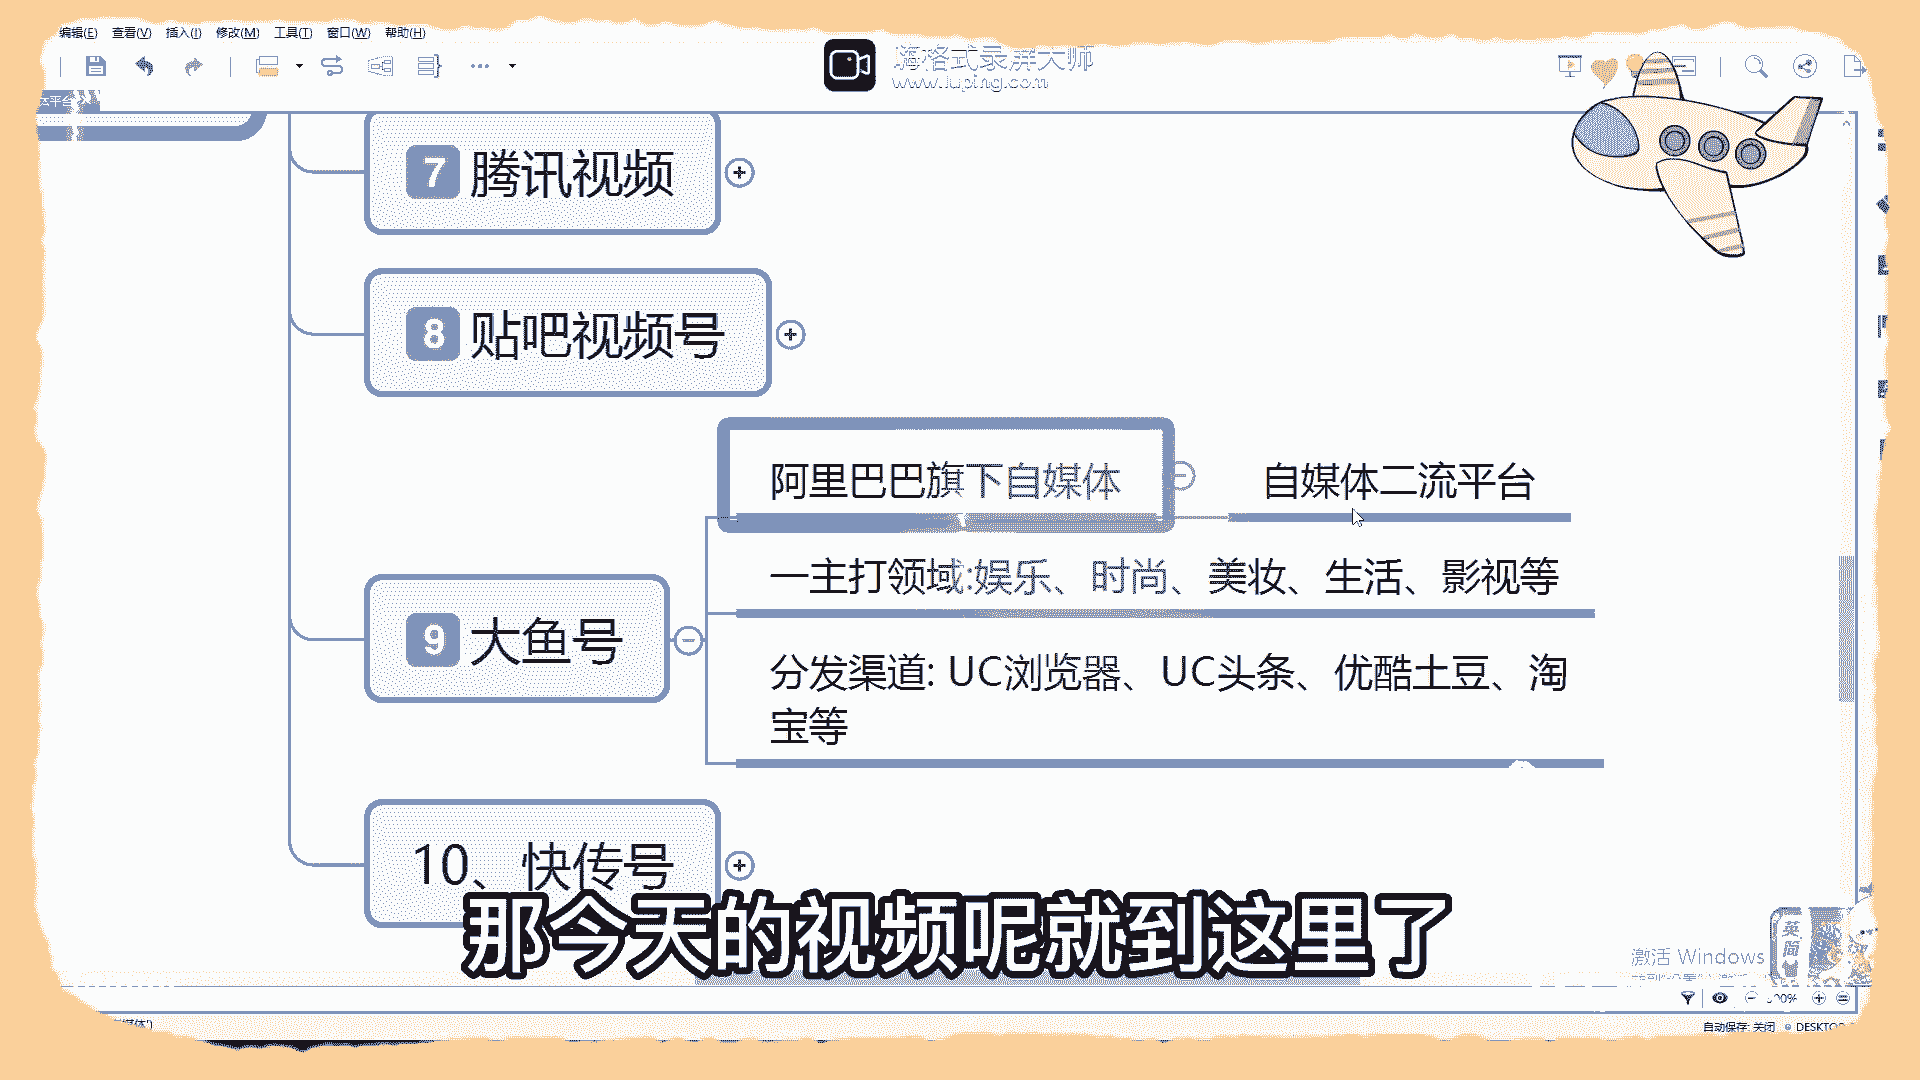 编辑(E) 查看(V) 插入(I) 修改(M) 工具(T) 窗口(W) 帮助(H)
嗨格式录屏大师
www.luping.com
7 腾讯视频
8 贴吧视频号
阿里巴巴旗下自媒体
自媒体二流平台
一主打领域:娱乐、时尚、美妆、生活、影视等
9 大鱼号
分发渠道: UC浏览器、UC头条、优酷土豆、淘
宝等
10、快传号
那今天的视频呢就到这里了
英
简
激活 Windows
自动保存: 关闭